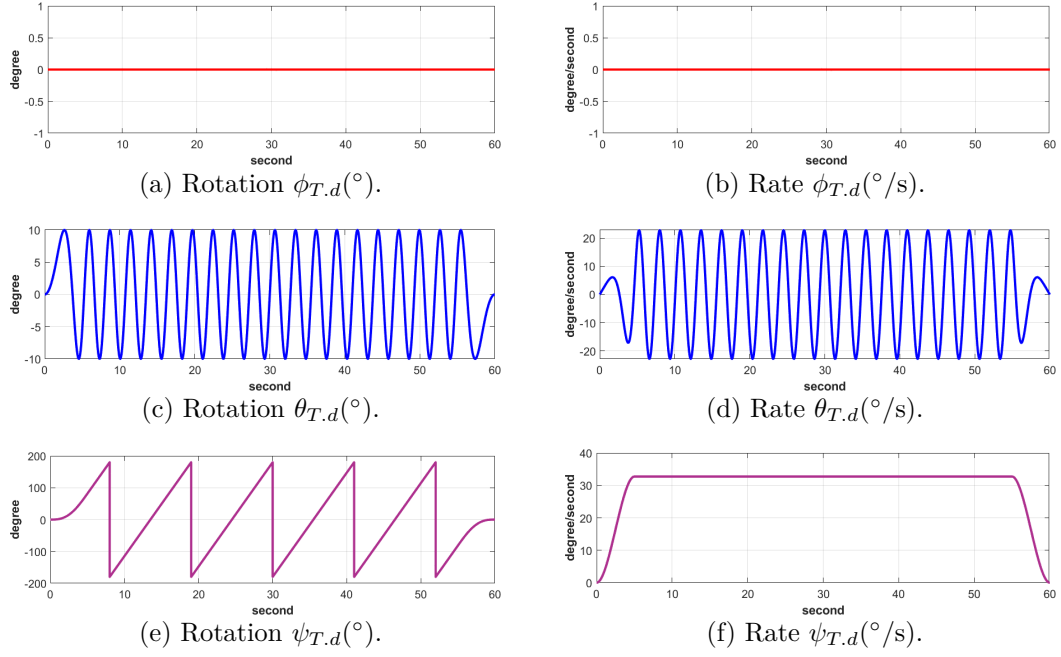 1
0.5
0
-0.5
-1
degree
0 10 20 30 40 50 60
second
(a) Rotation ϕT.d(°).
1
0.5
0
-0.5
-1
degree/second
0 10 20 30 40 50 60
second
(b) Rate ϕT.d(°/s).
10
5
0
-5
-10
degree
0 10 20 30 40 50 60
second
(c) Rotation θT.d(°).
20
10
0
-10
-20
degree/second
0 10 20 30 40 50 60
second
(d) Rate θT.d(°/s).
200
100
0
-100
-200
degree
0 10 20 30 40 50 60
second
(e) Rotation ψT.d(°).
40
30
20
10
0
degree/second
0 10 20 30 40 50 60
second
(f) Rate ψT.d(°/s).